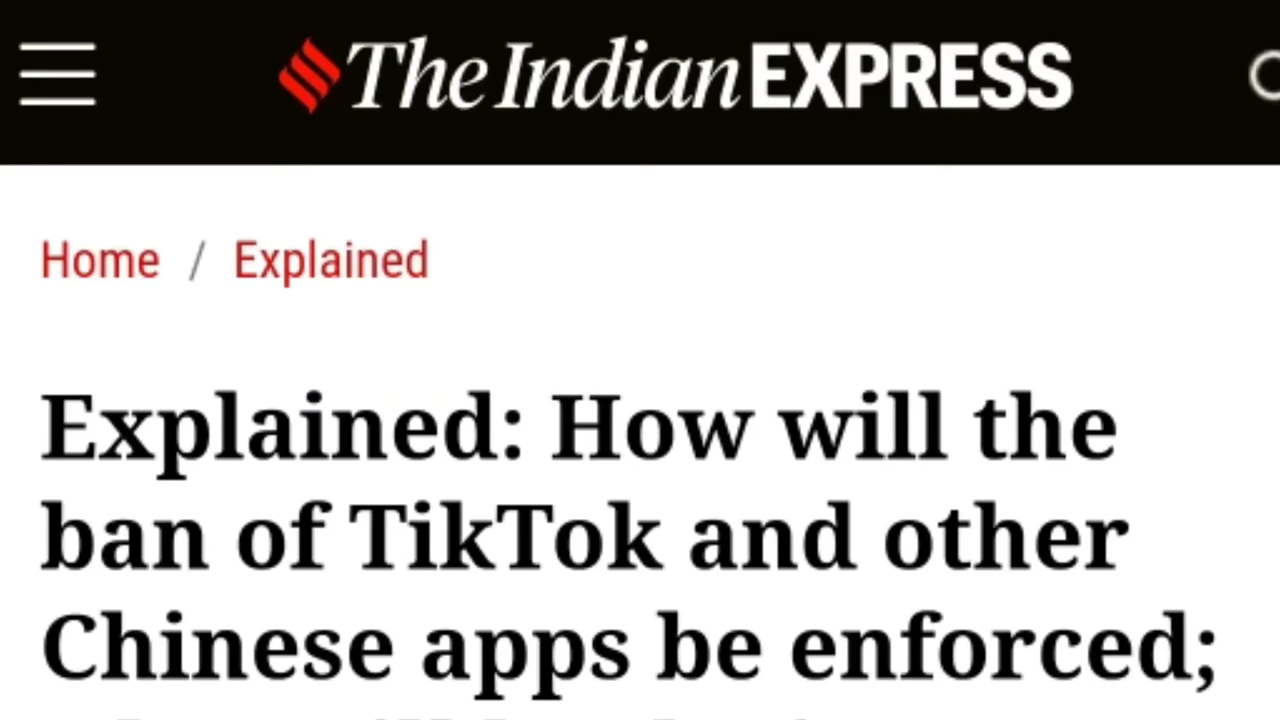 The Indian EXPRESS
Home / Explained
Explained: How will the
ban of TikTok and other
Chinese apps be enforced;